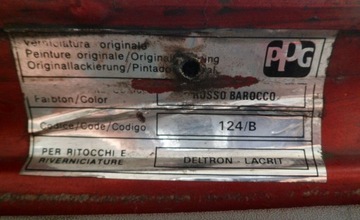 Verniciatura originale
Peinture originale/Original
Originallackierung/Pintado
PPG
Farbton/Color ROSSO BAROCCO
Codice/Code/Codigo 124/B
PER RITOCCHI E RIVERNICIATURE DELTRON - LACRIT